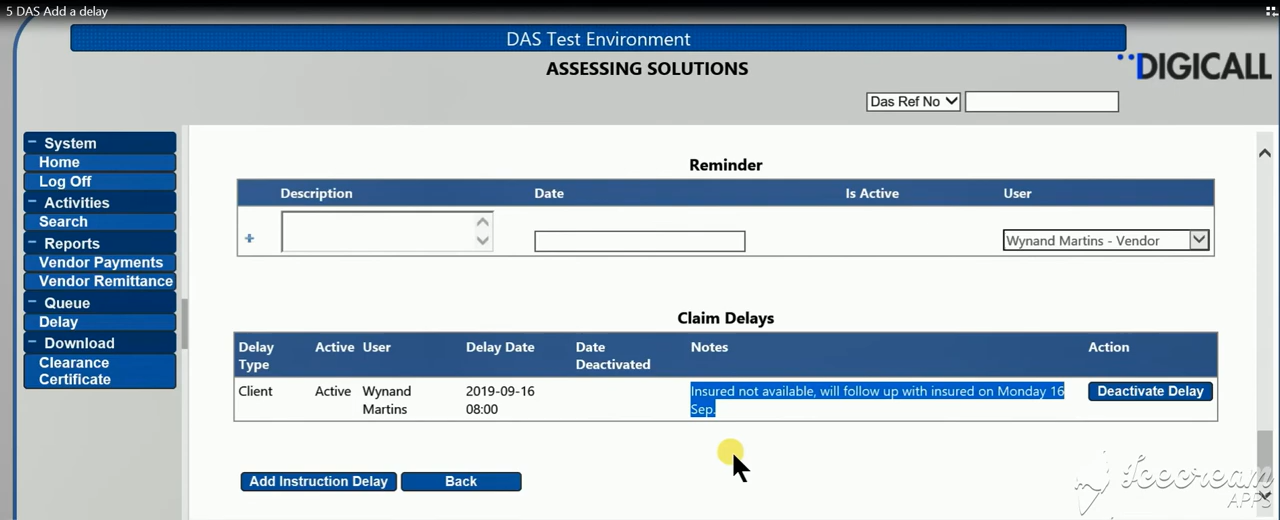 5 DAS Add a delay
DAS Test Environment
ASSESSING SOLUTIONS
DIGICALL
Das Ref No
System
Home
Log Off
Activities
Search
Reports
Vendor Payments
Vendor Remittance
Queue
Delay
Download
Clearance
Certificate
Reminder
Description Date Is Active User
Wynand Martins - Vendor
Claim Delays
Delay Active User Delay Date Date Notes Action
Type Deactivated
Client Active Wynand 2019-09-16 Insured not available, will follow up with insured on Monday 16 Deactivate Delay
Martins 08:00 Sep.
Add Instruction Delay Back
Icecream
APPS